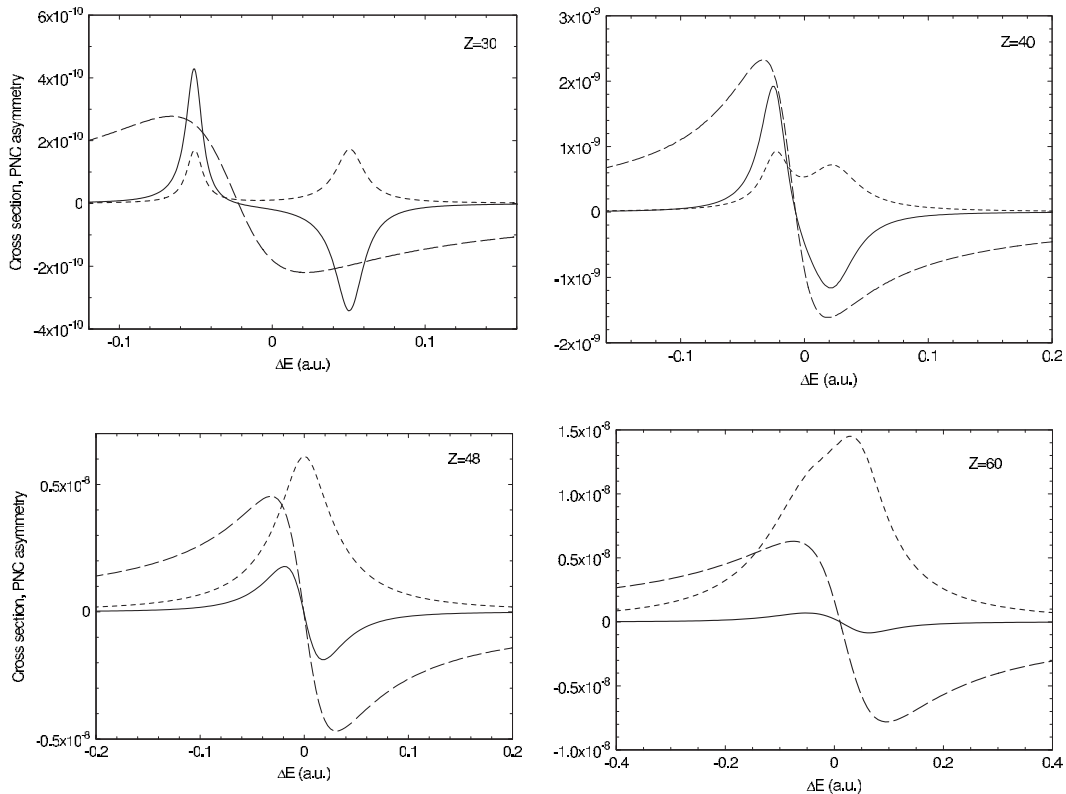 Z=30
Cross section, PNC asymmetry
6x10⁻¹⁰
4x10⁻¹⁰
2x10⁻¹⁰
0
-2x10⁻¹⁰
-4x10⁻¹⁰
-0.1 0 0.1
ΔE (a.u.)
Z=40
3x10⁻⁹
2x10⁻⁹
1x10⁻⁹
0
-1x10⁻⁹
-2x10⁻⁹
-0.1 0 0.1 0.2
ΔE (a.u.)
Z=48
Cross section, PNC asymmetry
0.5x10⁻⁸
0
-0.5x10⁻⁸
-0.2 -0.1 0 0.1 0.2
ΔE (a.u.)
Z=60
1.5x10⁻⁸
1.0x10⁻⁸
0.5x10⁻⁸
0
-0.5x10⁻⁸
-1.0x10⁻⁸
-0.4 -0.2 0 0.2 0.4
ΔE (a.u.)